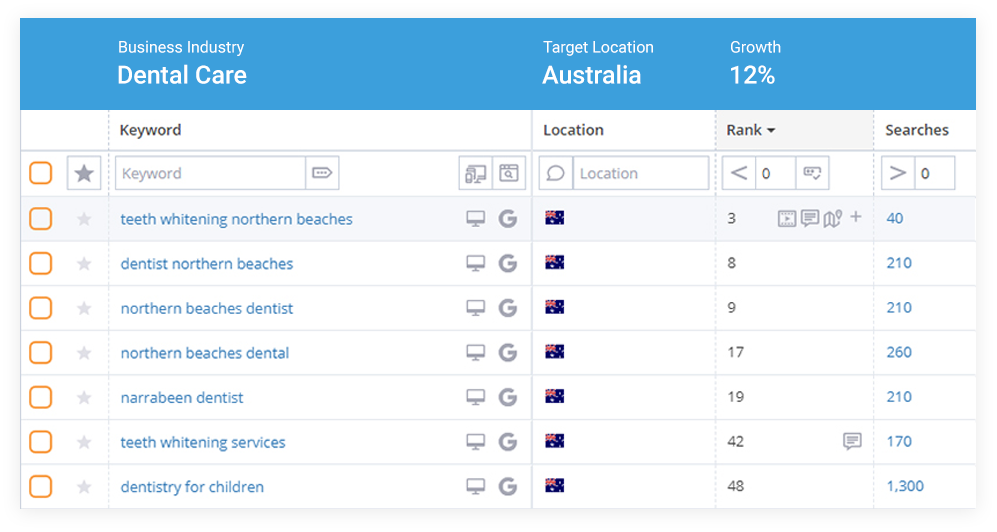 Business Industry Target Location Growth
Dental Care Australia 12%
Keyword Location Rank Searches
Keyword Location < 0 > 0
teeth whitening northern beaches G 3 + 40
dentist northern beaches G 8 210
northern beaches dentist G 9 210
northern beaches dental G 17 260
narrabeen dentist G 19 210
teeth whitening services G 42 170
dentistry for children G 48 1,300